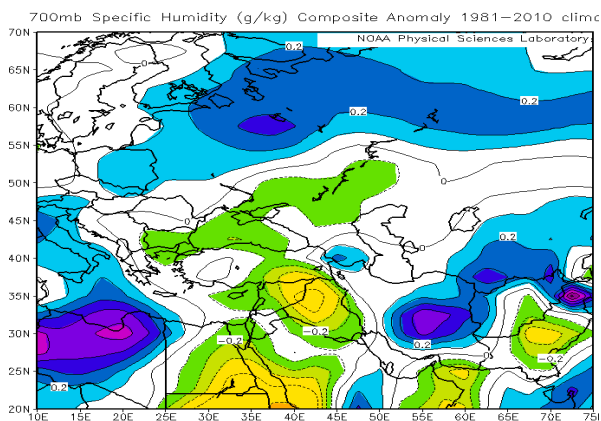 700mb Specific Humidity (g/kg) Composite Anomaly 1981–2010 climo
NOAA Physical Sciences Laboratory
70N
65N
60N
55N
50N
45N
40N
35N
30N
25N
20N
0.2
0
0.2
0.2
0
0
0
0.2
−0.2
−0.2
0.2
0
−0.2
0.2
10E 15E 20E 25E 30E 35E 40E 45E 50E 55E 60E 65E 70E 75E